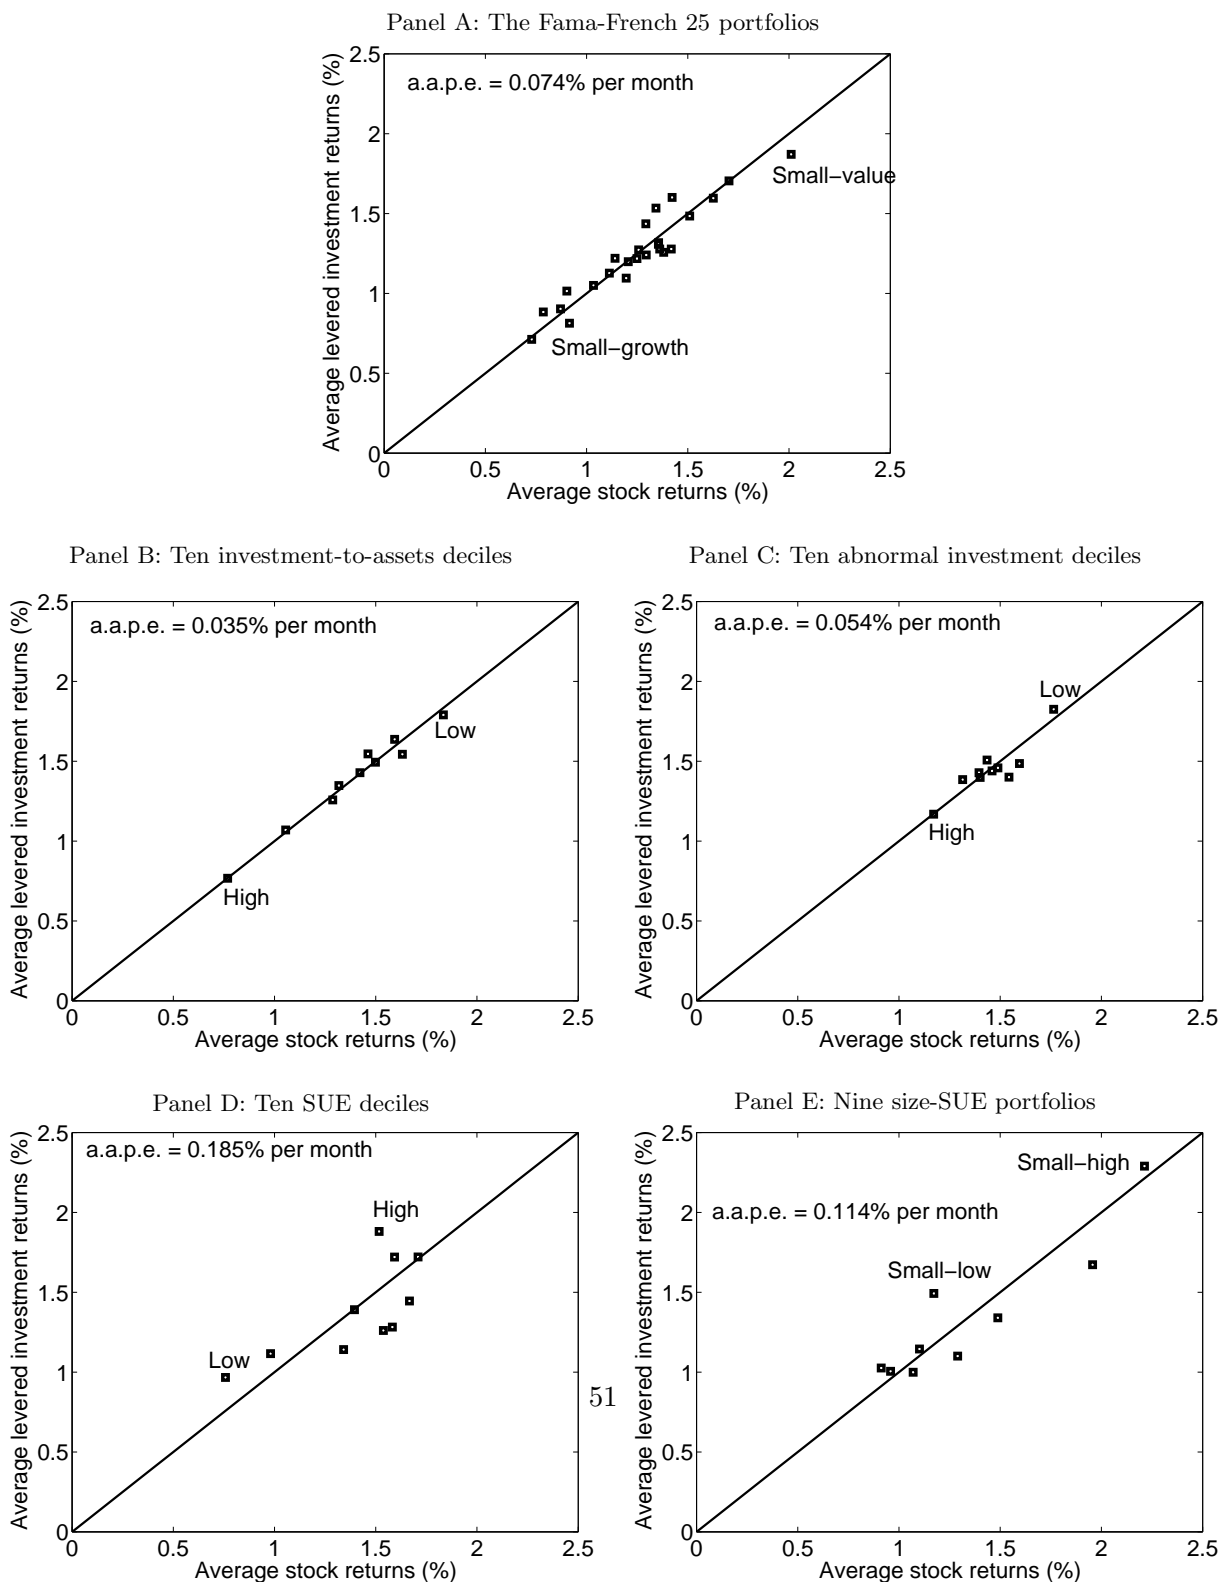 Panel A: The Fama-French 25 portfolios
2.5
a.a.p.e. = 0.074% per month
2
Small−value
1.5
1
Small−growth
0.5
0
0 0.5 1 1.5 2 2.5
Average levered investment returns (%)
Average stock returns (%)
Panel B: Ten investment-to-assets deciles
2.5
a.a.p.e. = 0.035% per month
2
Low
1.5
1
High
0.5
0
0 0.5 1 1.5 2 2.5
Average levered investment returns (%)
Average stock returns (%)
Panel C: Ten abnormal investment deciles
2.5
a.a.p.e. = 0.054% per month
2
Low
1.5
1
High
0.5
0
0 0.5 1 1.5 2 2.5
Average levered investment returns (%)
Average stock returns (%)
Panel D: Ten SUE deciles
2.5
a.a.p.e. = 0.185% per month
2
High
1.5
Low
1
0.5
0
0 0.5 1 1.5 2 2.5
Average levered investment returns (%)
Average stock returns (%)
Panel E: Nine size-SUE portfolios
2.5
Small−high
a.a.p.e. = 0.114% per month
2
Small−low
1.5
1
0.5
0
0 0.5 1 1.5 2 2.5
Average levered investment returns (%)
Average stock returns (%)
51